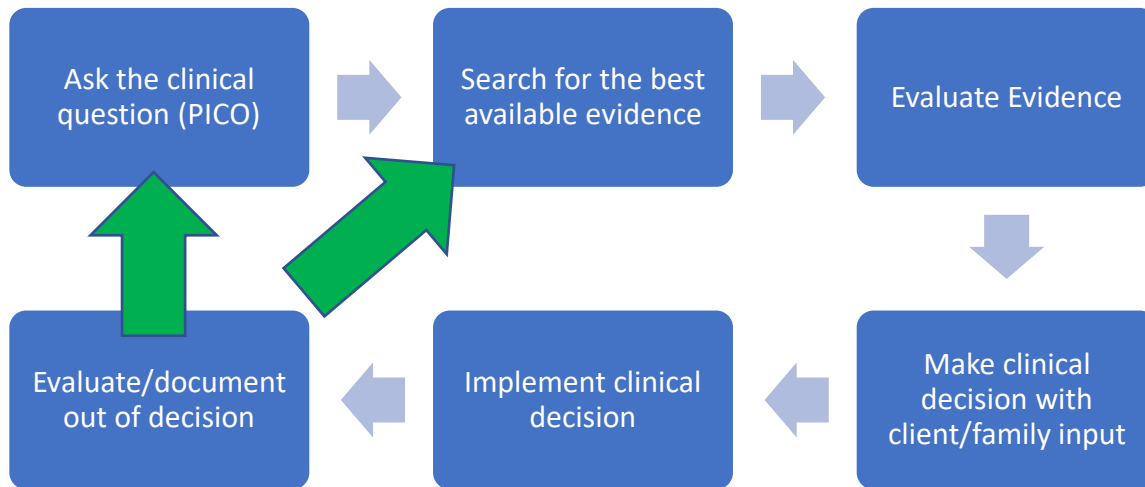 Ask the clinical
question (PICO)
Search for the best
available evidence
Evaluate Evidence
Make clinical
decision with
client/family input
Implement clinical
decision
Evaluate/document
out of decision